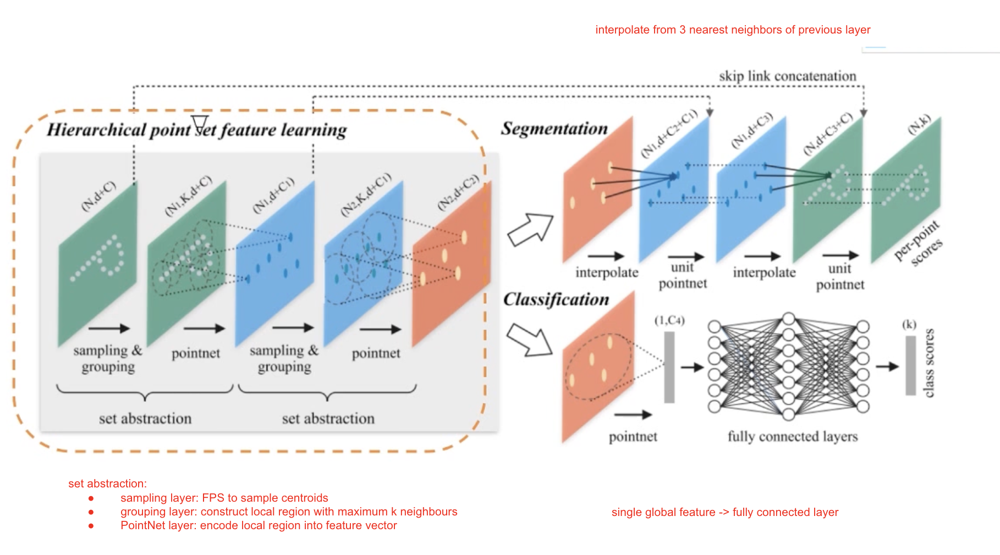 interpolate from 3 nearest neighbors of previous layer
skip link concatenation
Hierarchical point set feature learning
(N,d+C)
(N1,K,d+C)
(N1,d+C1)
(N2,K,d+C1)
(N2,d+C2)
sampling &
grouping
pointnet
sampling &
grouping
pointnet
set abstraction
set abstraction
Segmentation
(N1,d+C2+C1)
(N1,d+C3)
(N,d+C3+C)
(N,k)
interpolate
unit
pointnet
interpolate
unit
pointnet
per-point
scores
Classification
(1,C4)
(k)
class scores
pointnet
fully connected layers
set abstraction:
● sampling layer: FPS to sample centroids
● grouping layer: construct local region with maximum k neighbours
● PointNet layer: encode local region into feature vector
single global feature -> fully connected layer